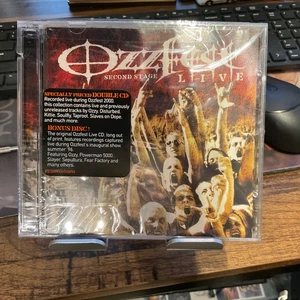 OZZFEST
SECOND STAGE LIVE
SPECIALLY PRICED DOUBLE CD
Recorded live during Ozzfest 2000,
this collection contains live and previously
unreleased tracks by Ozzy, Disturbed,
Kittie, Soulfly, Taproot, Slaves on Dope,
and much more.
BONUS DISC!
The original Ozzfest Live CD, long out
of print, features recordings captured
live during Ozzfest's inaugural show
summer '96.
Featuring Ozzy, Powerman 5000,
Slayer, Sepultura, Fear Factory and
many others.